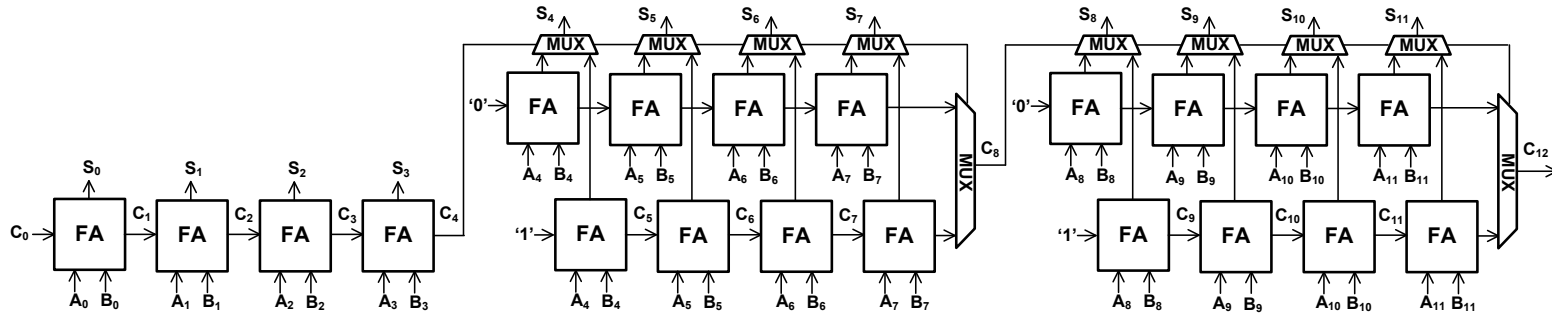 S4 S5 S6 S7 S8 S9 S10 S11
MUX MUX MUX MUX MUX MUX MUX MUX
‘0’ FA FA FA FA ‘0’ FA FA FA FA
A4 B4 A5 B5 A6 B6 A7 B7 MUX C8 A8 B8 A9 B9 A10 B10 A11 B11 MUX C12
S0 S1 S2 S3
C0 FA C1 FA C2 FA C3 FA C4 ‘1’ FA C5 FA C6 FA C7 FA ‘1’ FA C9 FA C10 FA C11 FA
A0 B0 A1 B1 A2 B2 A3 B3 A4 B4 A5 B5 A6 B6 A7 B7 A8 B8 A9 B9 A10 B10 A11 B11